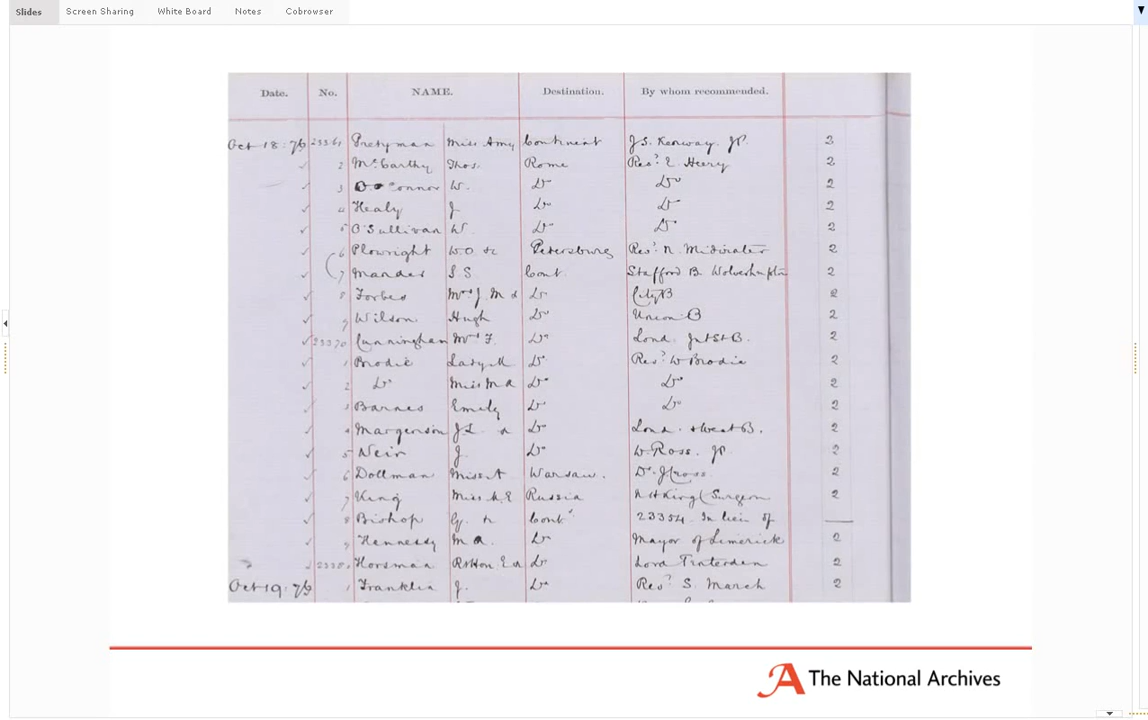 Slides Screen Sharing White Board Notes Cobrowser
Date. No. NAME. Destination. By whom recommended.
Oct 18. 76 23361 Pretyman Miss Amy Continent J.S. Kenway. JP. 2
2 McCarthy Thos. Rome Revd E. Heery 2
3 O'Connor W. Do Do 2
4 Healy J. Do Do 2
5 O'Sullivan W. Do Do 2
6 Plowright W.O Petersburg Revd N. Midwater 2
7 Mander S.S. Cont. Stafford B. Wolverhampton 2
8 Forbes Mrs J. M Do City B 2
9 Wilson Hugh Do Union B 2
23370 Cunningham Mrs F. Do Lond. Jnt St B. 2
1 Brodie Lady M Do Revd W Brodie 2
2 Do Miss M A Do Do 2
3 Barnes Emily Do Do 2
4 Margenson J.L. Do Lond. & West B. 2
5 Neir J. Do W. Ross. JP 2
6 Dollman Miss A Warsaw. Dr. J Cross 2
7 King Miss A.E Russia King (Surgeon 2
8 Bishop G. Cont. 23354. In lieu of —
9 Hennessy M A. Do Mayor of Limerick 2
23380 Horsman Rt Hon. E Do Lord Tenterden 2
Oct 19. 76 1 Franklin J. Do Revd S. March 2
The National Archives